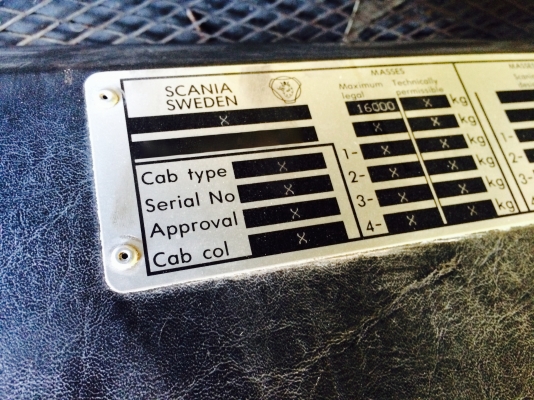 SCANIA
SWEDEN
X
Cab type X
Serial No X
Approval X
Cab col X
MASSES
Maximum legal Technically permissible
16000 X kg
X X kg
1- X X kg
2- X X kg
3- X X kg
4-
MASSES